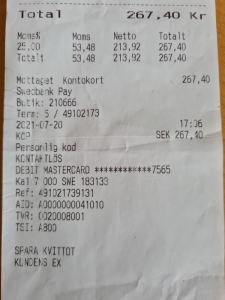 Total 267,40 Kr
Moms% Moms Netto Totalt
25,00 53,48 213,92 267,40
Totalt 53,48 213,92 267,40
Mottaget Kontokort 267,40
Swedbank Pay
Butik: 210666
Term: 5 / 49102173
2021-07-20 17:06
KÖP SEK 267,40
Personlig kod
KONTAKTLÖS
DEBIT MASTERCARD ************7565
Ka1 7 000 SWE 183133
Ref: 491021739131
AID: A0000000041010
TVR: 0020008001
TSI: A800
SPARA KVITTOT
KUNDENS EX